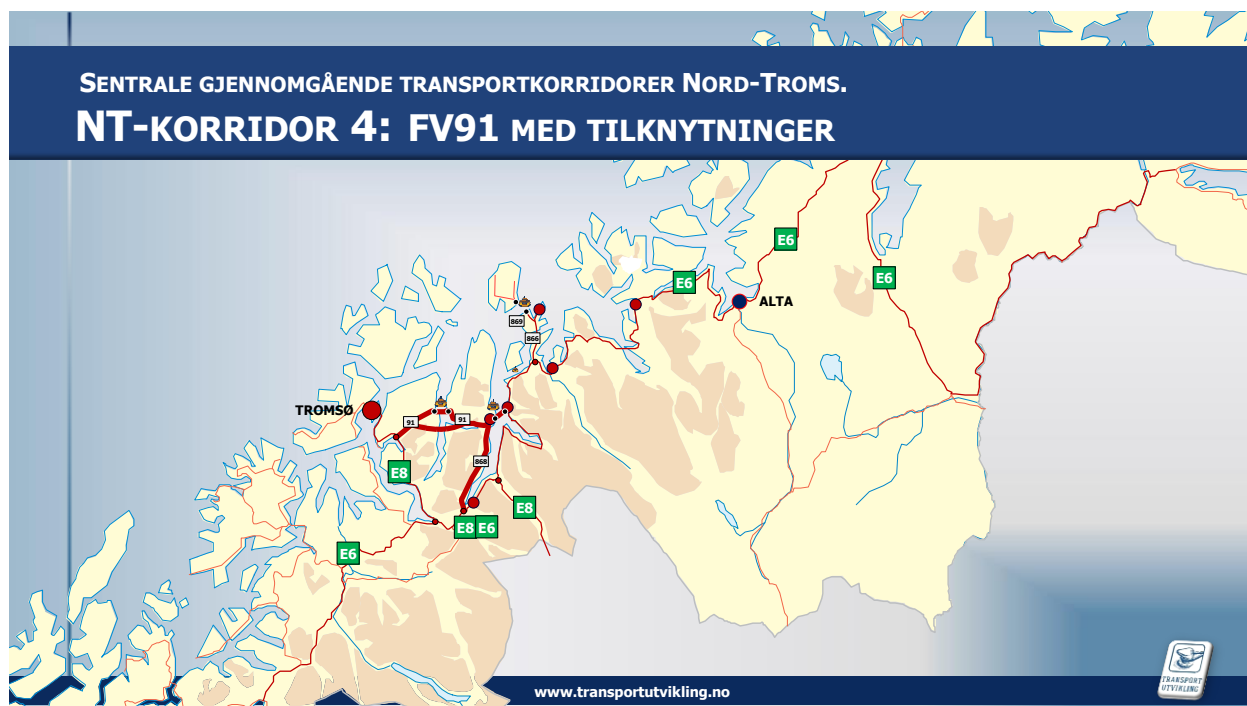 SENTRALE GJENNOMGÅENDE TRANSPORTKORRIDORER NORD-TROMS.
NT-KORRIDOR 4: FV91 MED TILKNYTNINGER
E6
E6
E6
ALTA
869
866
TROMSØ
91
91
868
E8
E8
E8 E6
E6
www.transportutvikling.no
TRANSPORT
UTVIKLING